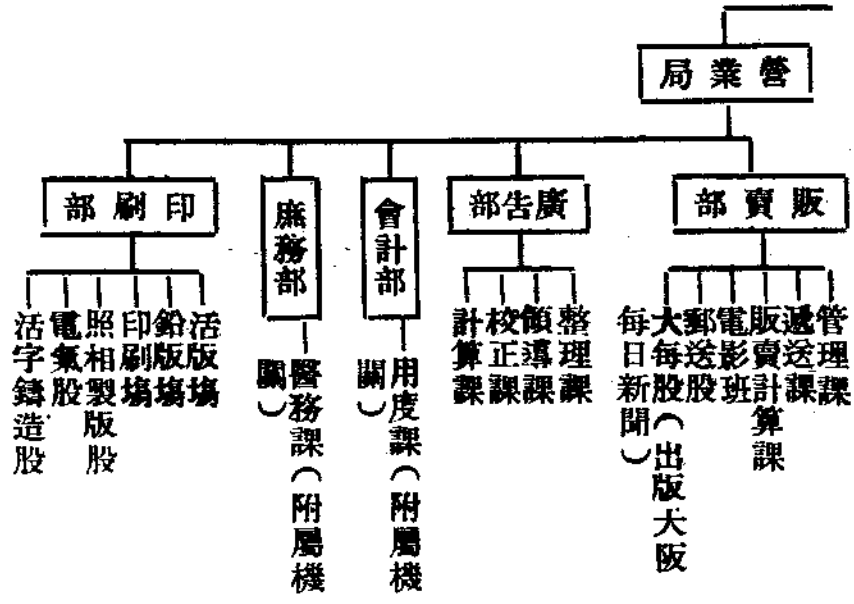 營業局
販賣部
廣告部
會計部
庶務部
印刷部
管理課
遞送課
販賣計算課
電影班
郵送股
大每股（出版大阪
每日新聞）
整理課
領導課
校正課
計算課
用度課（附屬機
關）
醫務課（附屬機
關）
活版塲
鉛版塲
印刷塲
照相製版股
電氣股
活字鑄造股